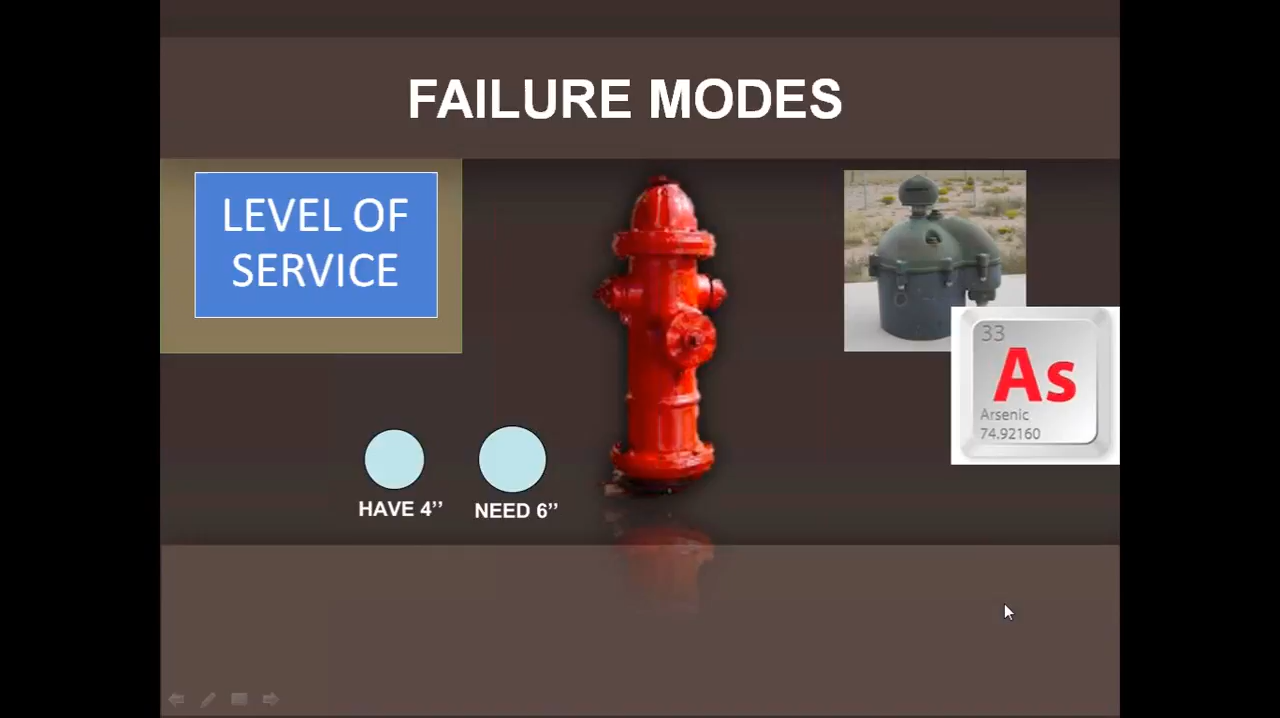 FAILURE MODES
LEVEL OF
SERVICE
HAVE 4’’
NEED 6’’
33
As
Arsenic
74.92160